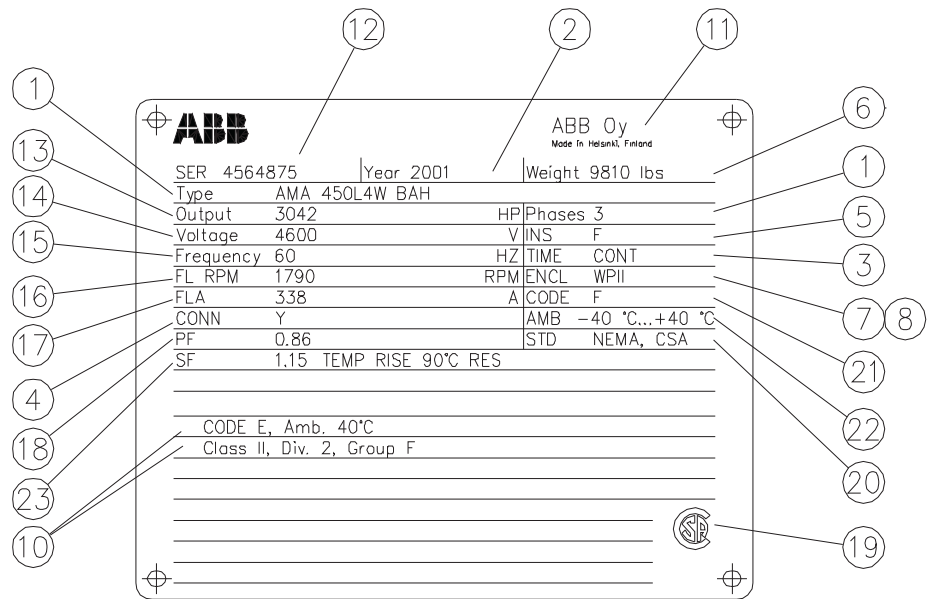 12 2 11
1 6
ABB
ABB Oy
Made in Helsinki, Finland
13
SER 4564875 Year 2001 Weight 9810 lbs
1
Type AMA 450L4W BAH
14
Output 3042 HP Phases 3
5
Voltage 4600 V INS F
15
Frequency 60 HZ TIME CONT
3
FL RPM 1790 RPM ENCL WPII
16
FLA 338 A CODE F
7 8
CONN Y AMB -40 °C...+40 °C
17
PF 0.86 STD NEMA, CSA
21
SF 1.15 TEMP RISE 90°C RES
4
CODE E, Amb. 40°C
22
18
Class II, Div. 2, Group F
20
23
10
SA
19